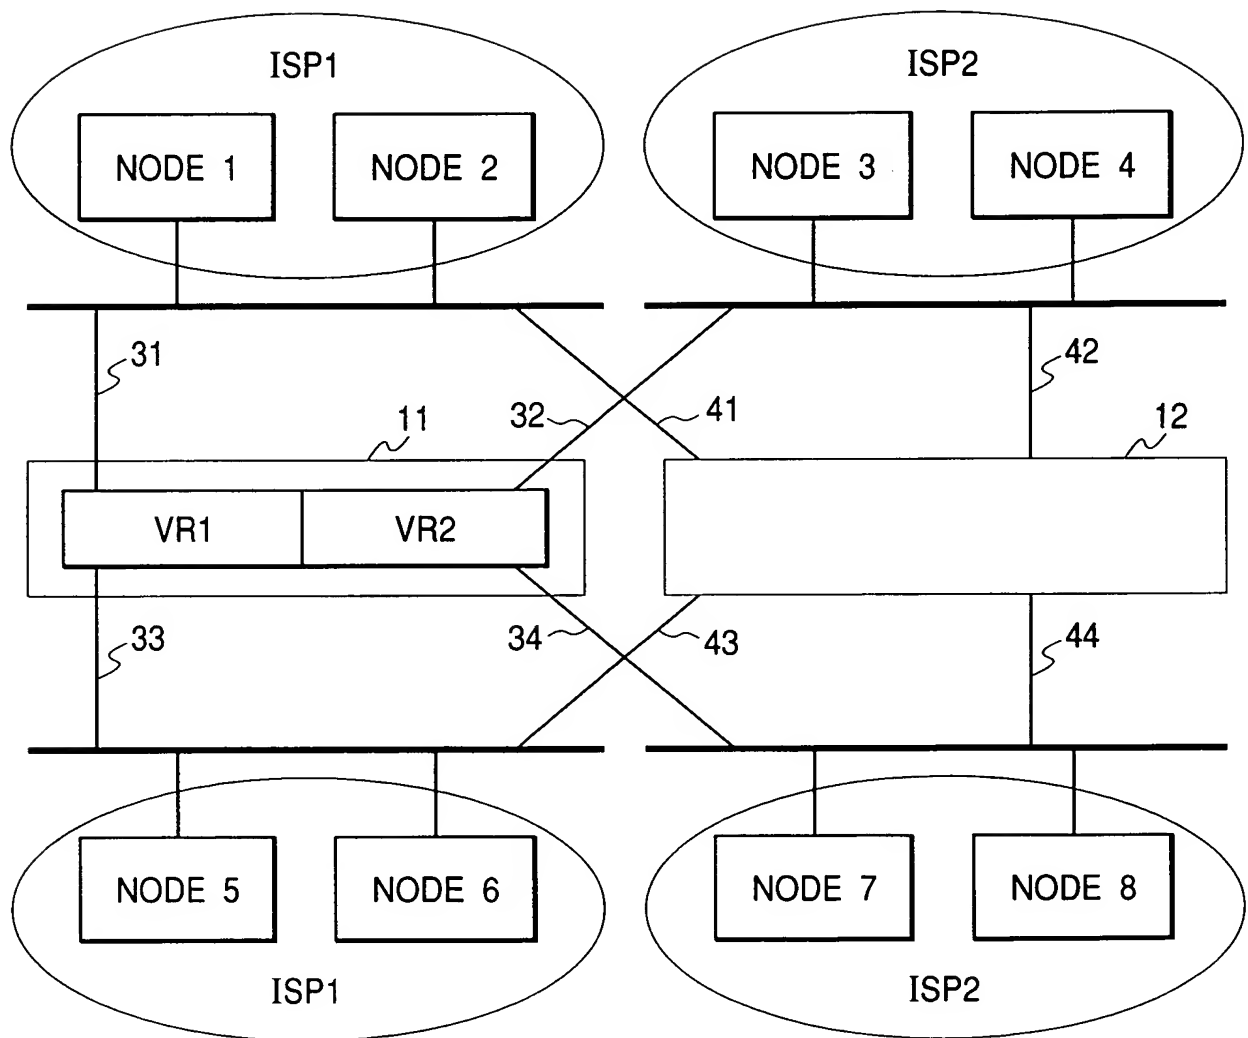 ISP1
ISP2
NODE 1
NODE 2
NODE 3
NODE 4
31
42
32
41
11
12
VR1
VR2
33
34
43
44
NODE 5
NODE 6
NODE 7
NODE 8
ISP1
ISP2